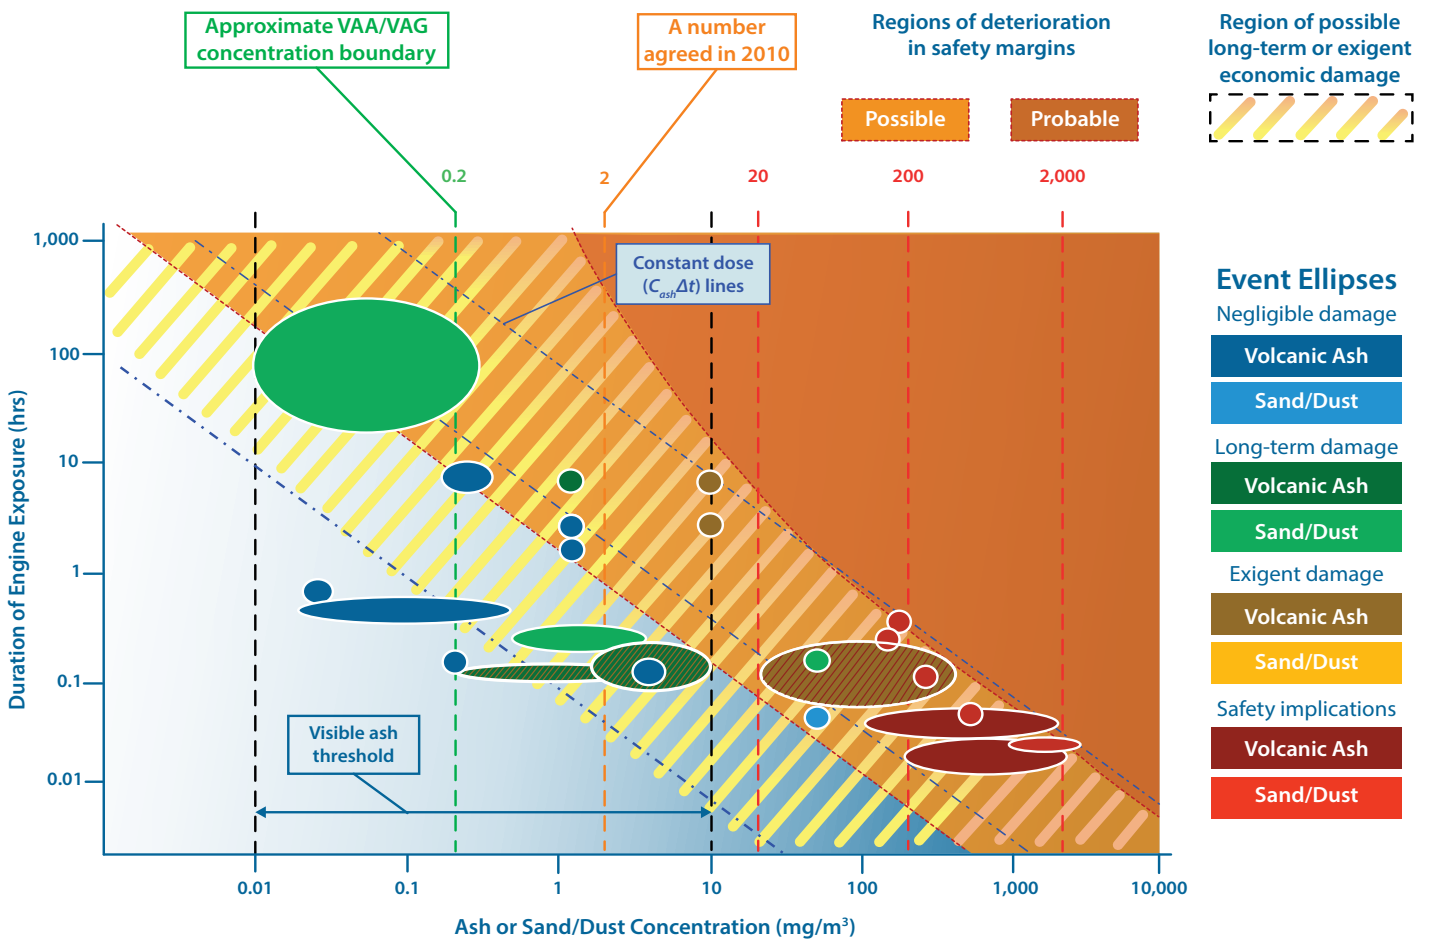 Approximate VAA/VAG
concentration boundary
A number
agreed in 2010
Regions of deterioration
in safety margins
Possible
Probable
Region of possible
long-term or exigent
economic damage
0.2
2
20
200
2,000
Constant dose
(C_ash Δt) lines
Duration of Engine Exposure (hrs)
1,000
100
10
1
0.1
0.01
Visible ash
threshold
0.01
0.1
1
10
100
1,000
10,000
Ash or Sand/Dust Concentration (mg/m³)
Event Ellipses
Negligible damage
Volcanic Ash
Sand/Dust
Long-term damage
Volcanic Ash
Sand/Dust
Exigent damage
Volcanic Ash
Sand/Dust
Safety implications
Volcanic Ash
Sand/Dust